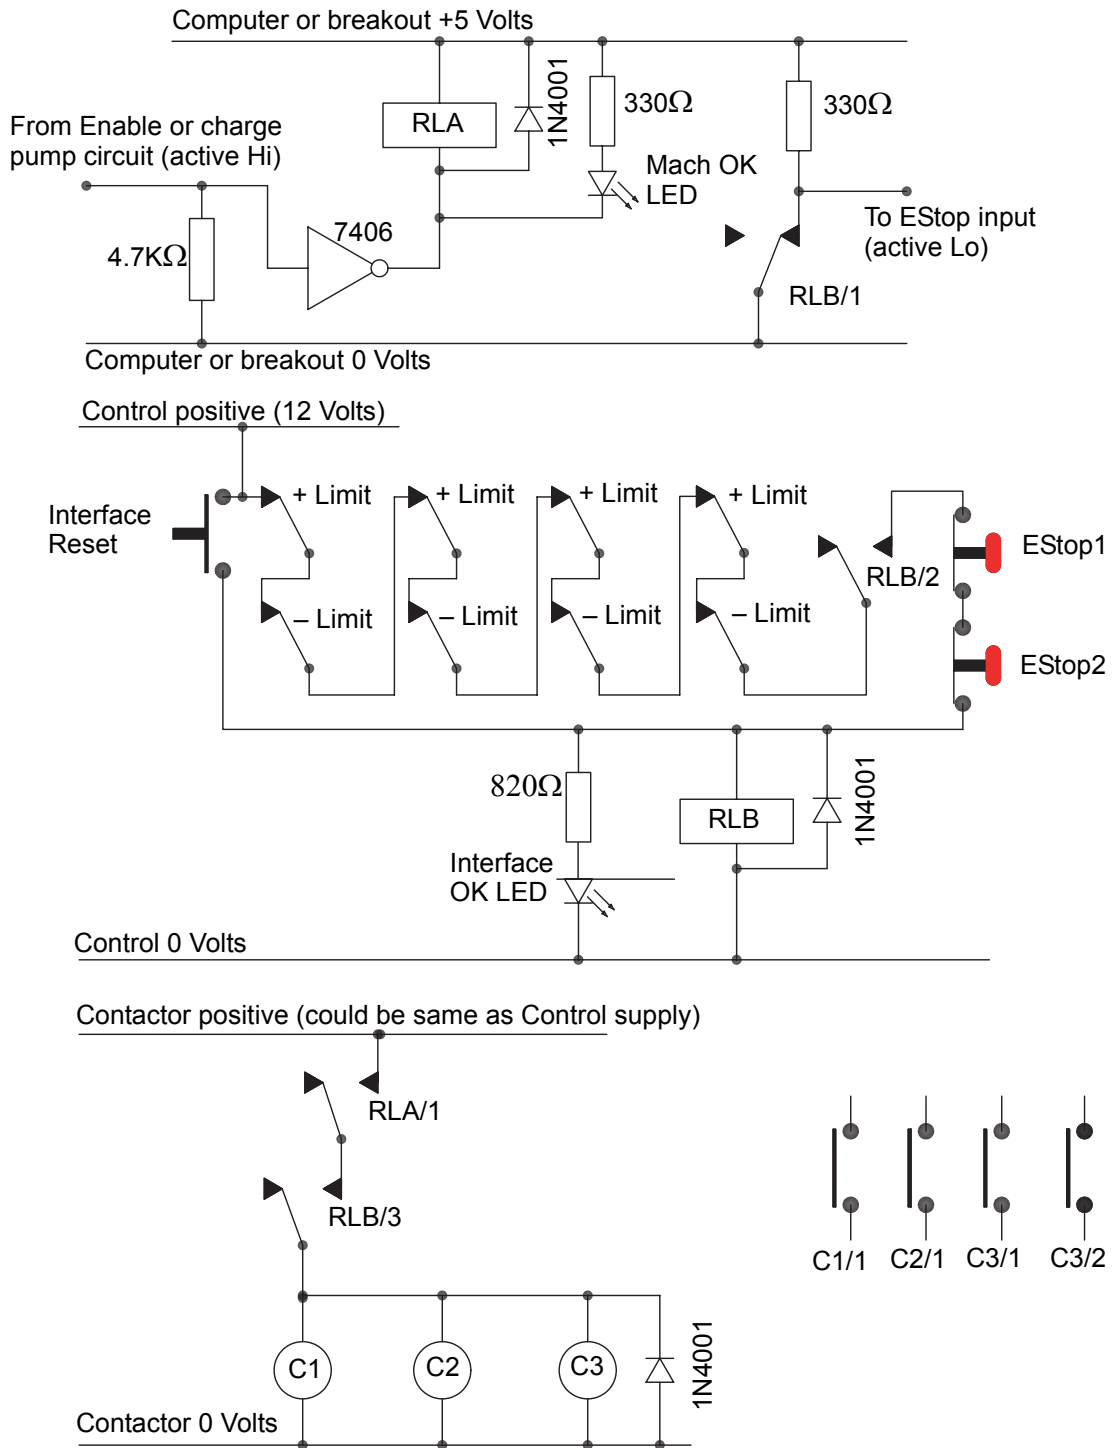 Computer or breakout +5 Volts
From Enable or charge
pump circuit (active Hi)
RLA
1N4001
330Ω
330Ω
Mach OK
LED
To EStop input
(active Lo)
7406
4.7KΩ
RLB/1
Computer or breakout 0 Volts
Control positive (12 Volts)
Interface
Reset
+ Limit
+ Limit
+ Limit
+ Limit
– Limit
– Limit
– Limit
– Limit
RLB/2
EStop1
EStop2
820Ω
RLB
1N4001
Interface
OK LED
Control 0 Volts
Contactor positive (could be same as Control supply)
RLA/1
RLB/3
C1/1
C2/1
C3/1
C3/2
C1
C2
C3
1N4001
Contactor 0 Volts